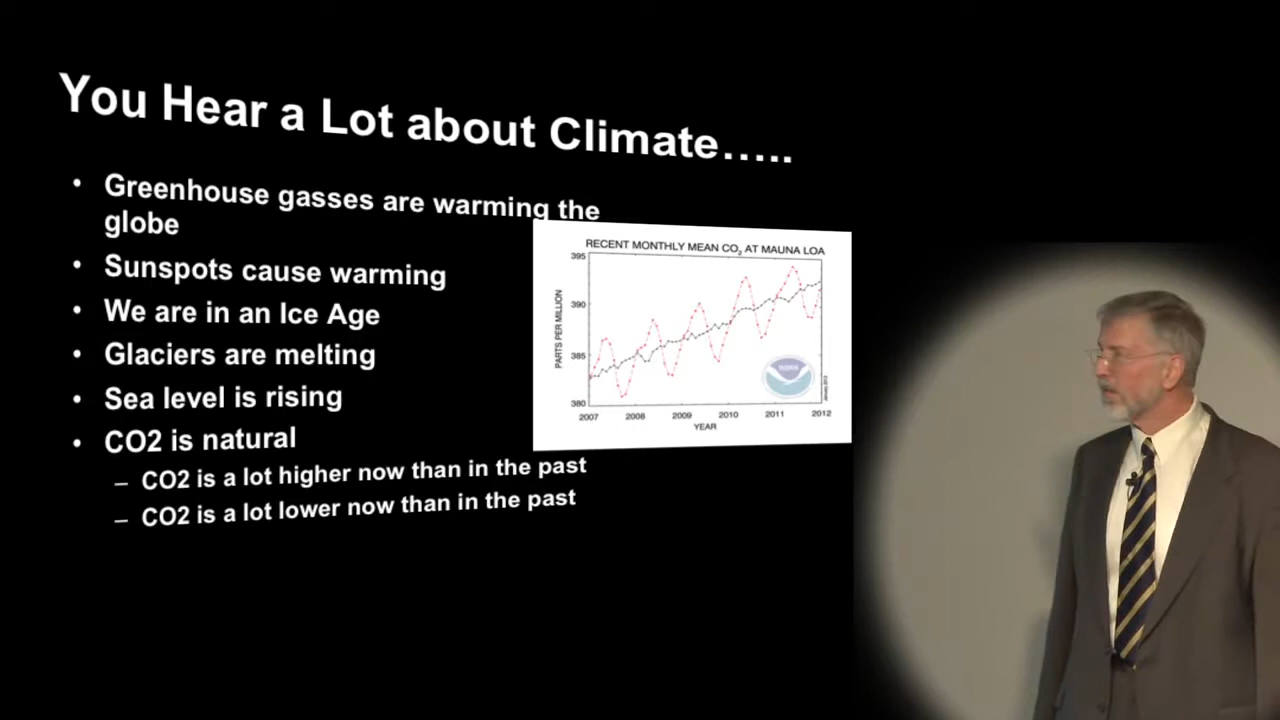 You Hear a Lot about Climate.....
• Greenhouse gasses are warming the
globe
• Sunspots cause warming
• We are in an Ice Age
• Glaciers are melting
• Sea level is rising
• CO2 is natural
– CO2 is a lot higher now than in the past
– CO2 is a lot lower now than in the past
RECENT MONTHLY MEAN CO₂ AT MAUNA LOA
395
390
385
380
PARTS PER MILLION
2007 2008 2009 2010 2011 2012
YEAR